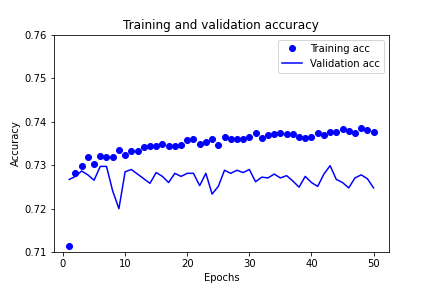 Training and validation accuracy
0.76
0.75
0.74
0.73
0.72
0.71
Accuracy
Training acc
Validation acc
0 10 20 30 40 50
Epochs